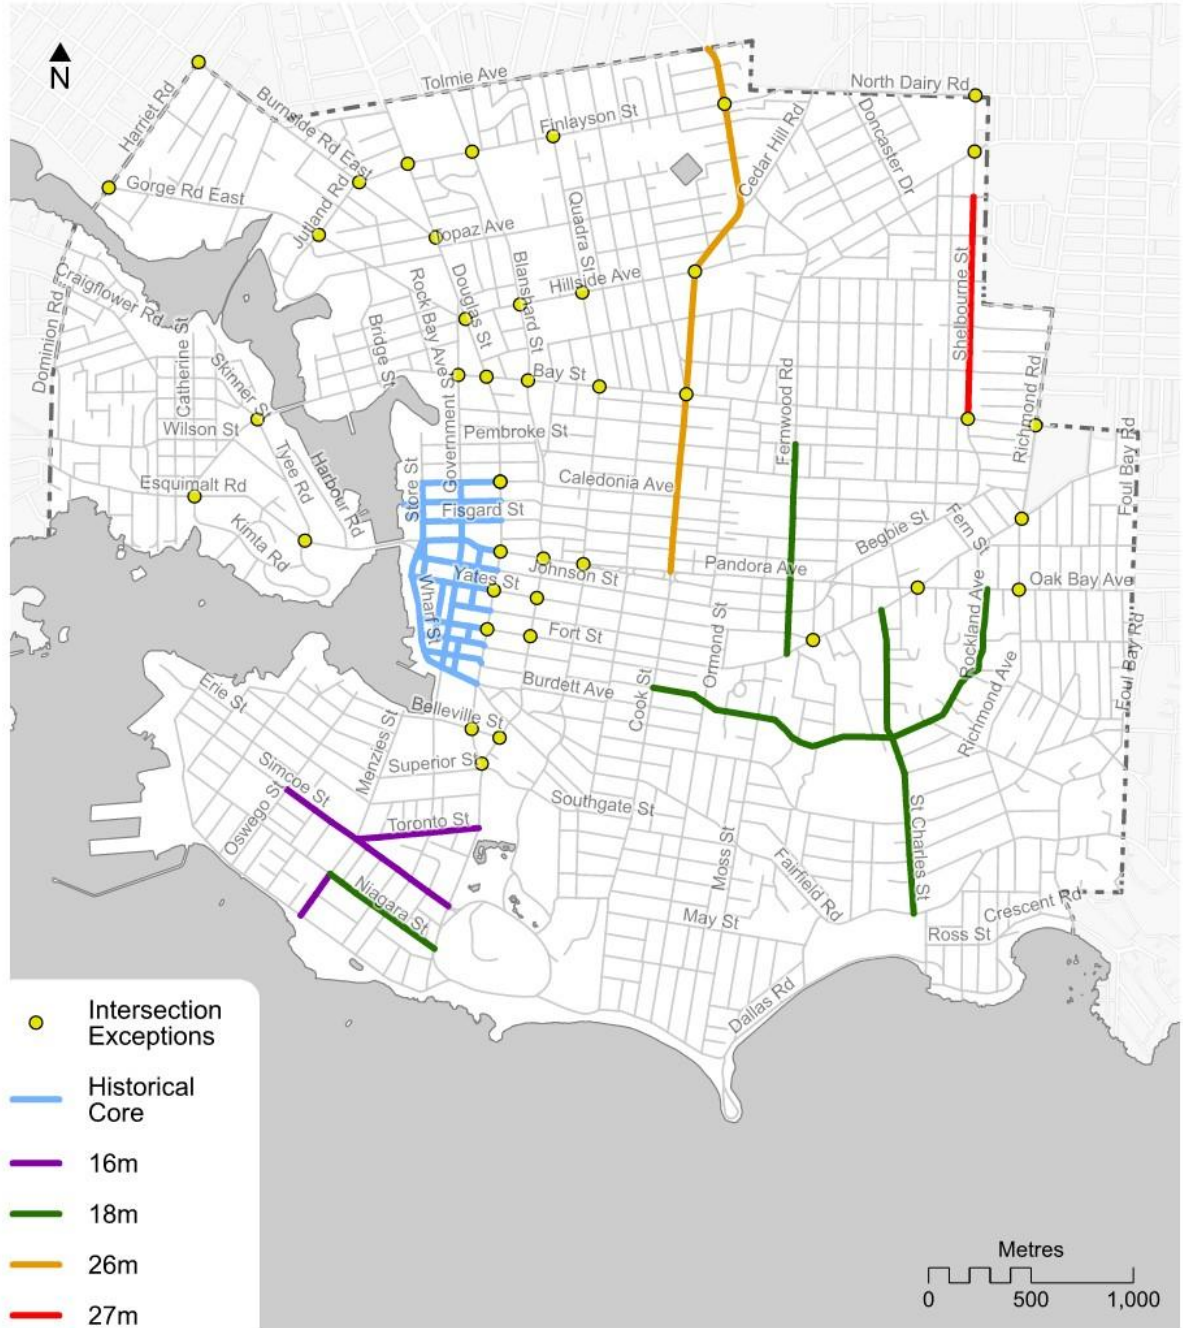 N
Tolmie Ave
North Dairy Rd
Harriet Rd
Burnside Rd East
Finlayson St
Doncaster Dr
Cedar Hill Rd
Gorge Rd East
Jutland Rd
Topaz Ave
Quadra St
Blanshard St
Douglas St
Rock Bay Ave
Hillside Ave
Craigflower Rd
Dominion Rd
Catherine St
Skinner St
Bridge St
Shelbourne St
Richmond Rd
Bay St
Fernwood Rd
Wilson St
Government St
Pembroke St
Foul Bay Rd
Tyee Rd
Harbour Rd
Esquimalt Rd
Store St
Caledonia Ave
Kimta Rd
Fisgard St
Begbie St
Fern St
Yates St
Johnson St
Pandora Ave
Oak Bay Ave
Wharf St
Fort St
Ormond St
Rockland Ave
Foul Bay Rd
Richmond Ave
Erie St
Burdett Ave
Cook St
Belleville St
Menzies St
Superior St
Simcoe St
Oswego St
Toronto St
Southgate St
St Charles St
Moss St
Fairfield Rd
Niagara St
May St
Crescent Rd
Ross St
Dallas Rd
Intersection
Exceptions
Historical
Core
16m
18m
26m
27m
Metres
0 500 1,000